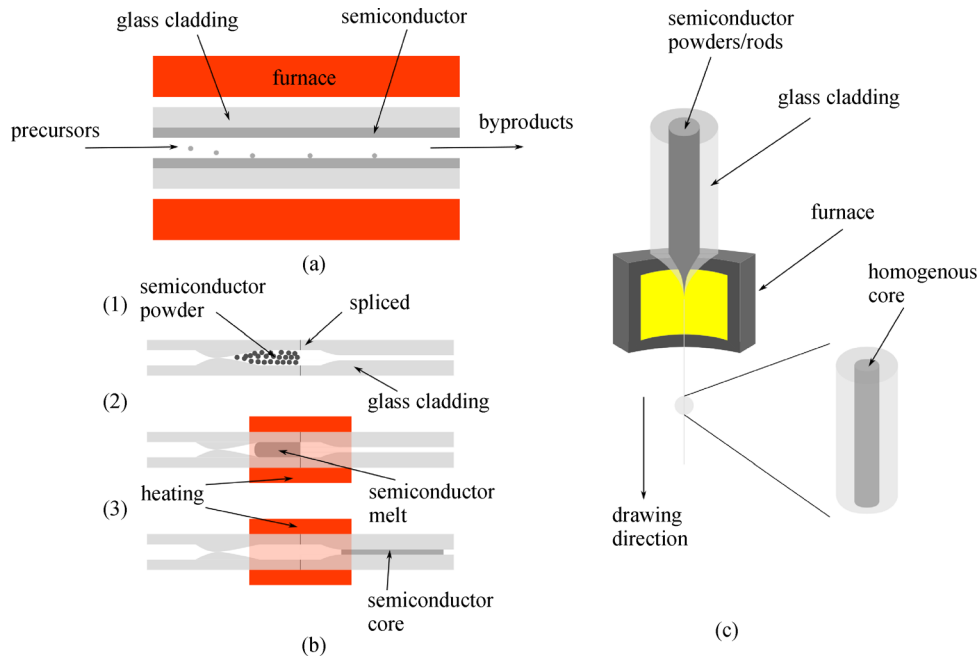 glass cladding
semiconductor
furnace
precursors
byproducts
(a)
(1)
semiconductor
powder
spliced
glass cladding
(2)
heating
semiconductor
melt
(3)
semiconductor
core
(b)
semiconductor
powders/rods
glass cladding
furnace
homogenous
core
drawing
direction
(c)